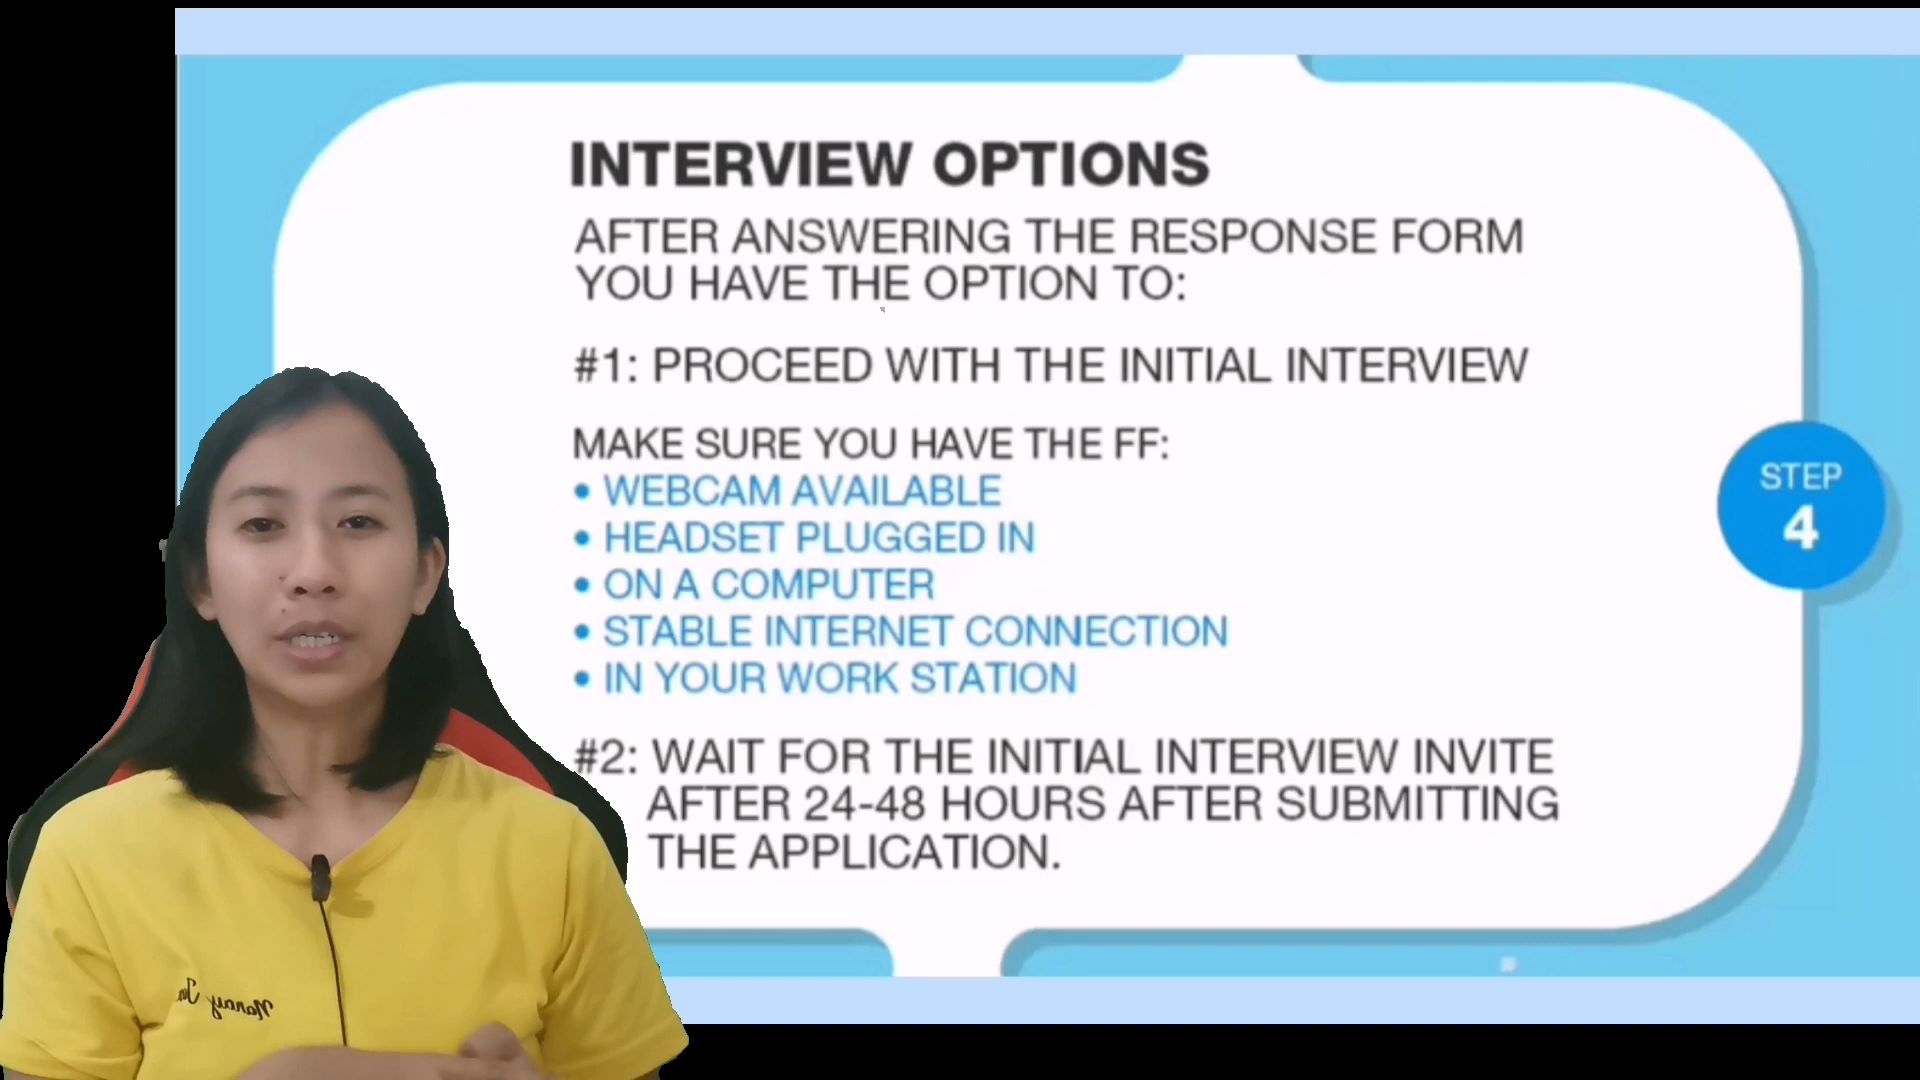 INTERVIEW OPTIONS
AFTER ANSWERING THE RESPONSE FORM
YOU HAVE THE OPTION TO:
#1: PROCEED WITH THE INITIAL INTERVIEW
MAKE SURE YOU HAVE THE FF:
• WEBCAM AVAILABLE
• HEADSET PLUGGED IN
• ON A COMPUTER
• STABLE INTERNET CONNECTION
• IN YOUR WORK STATION
#2: WAIT FOR THE INITIAL INTERVIEW INVITE
AFTER 24-48 HOURS AFTER SUBMITTING
THE APPLICATION.
STEP
4
Nanay